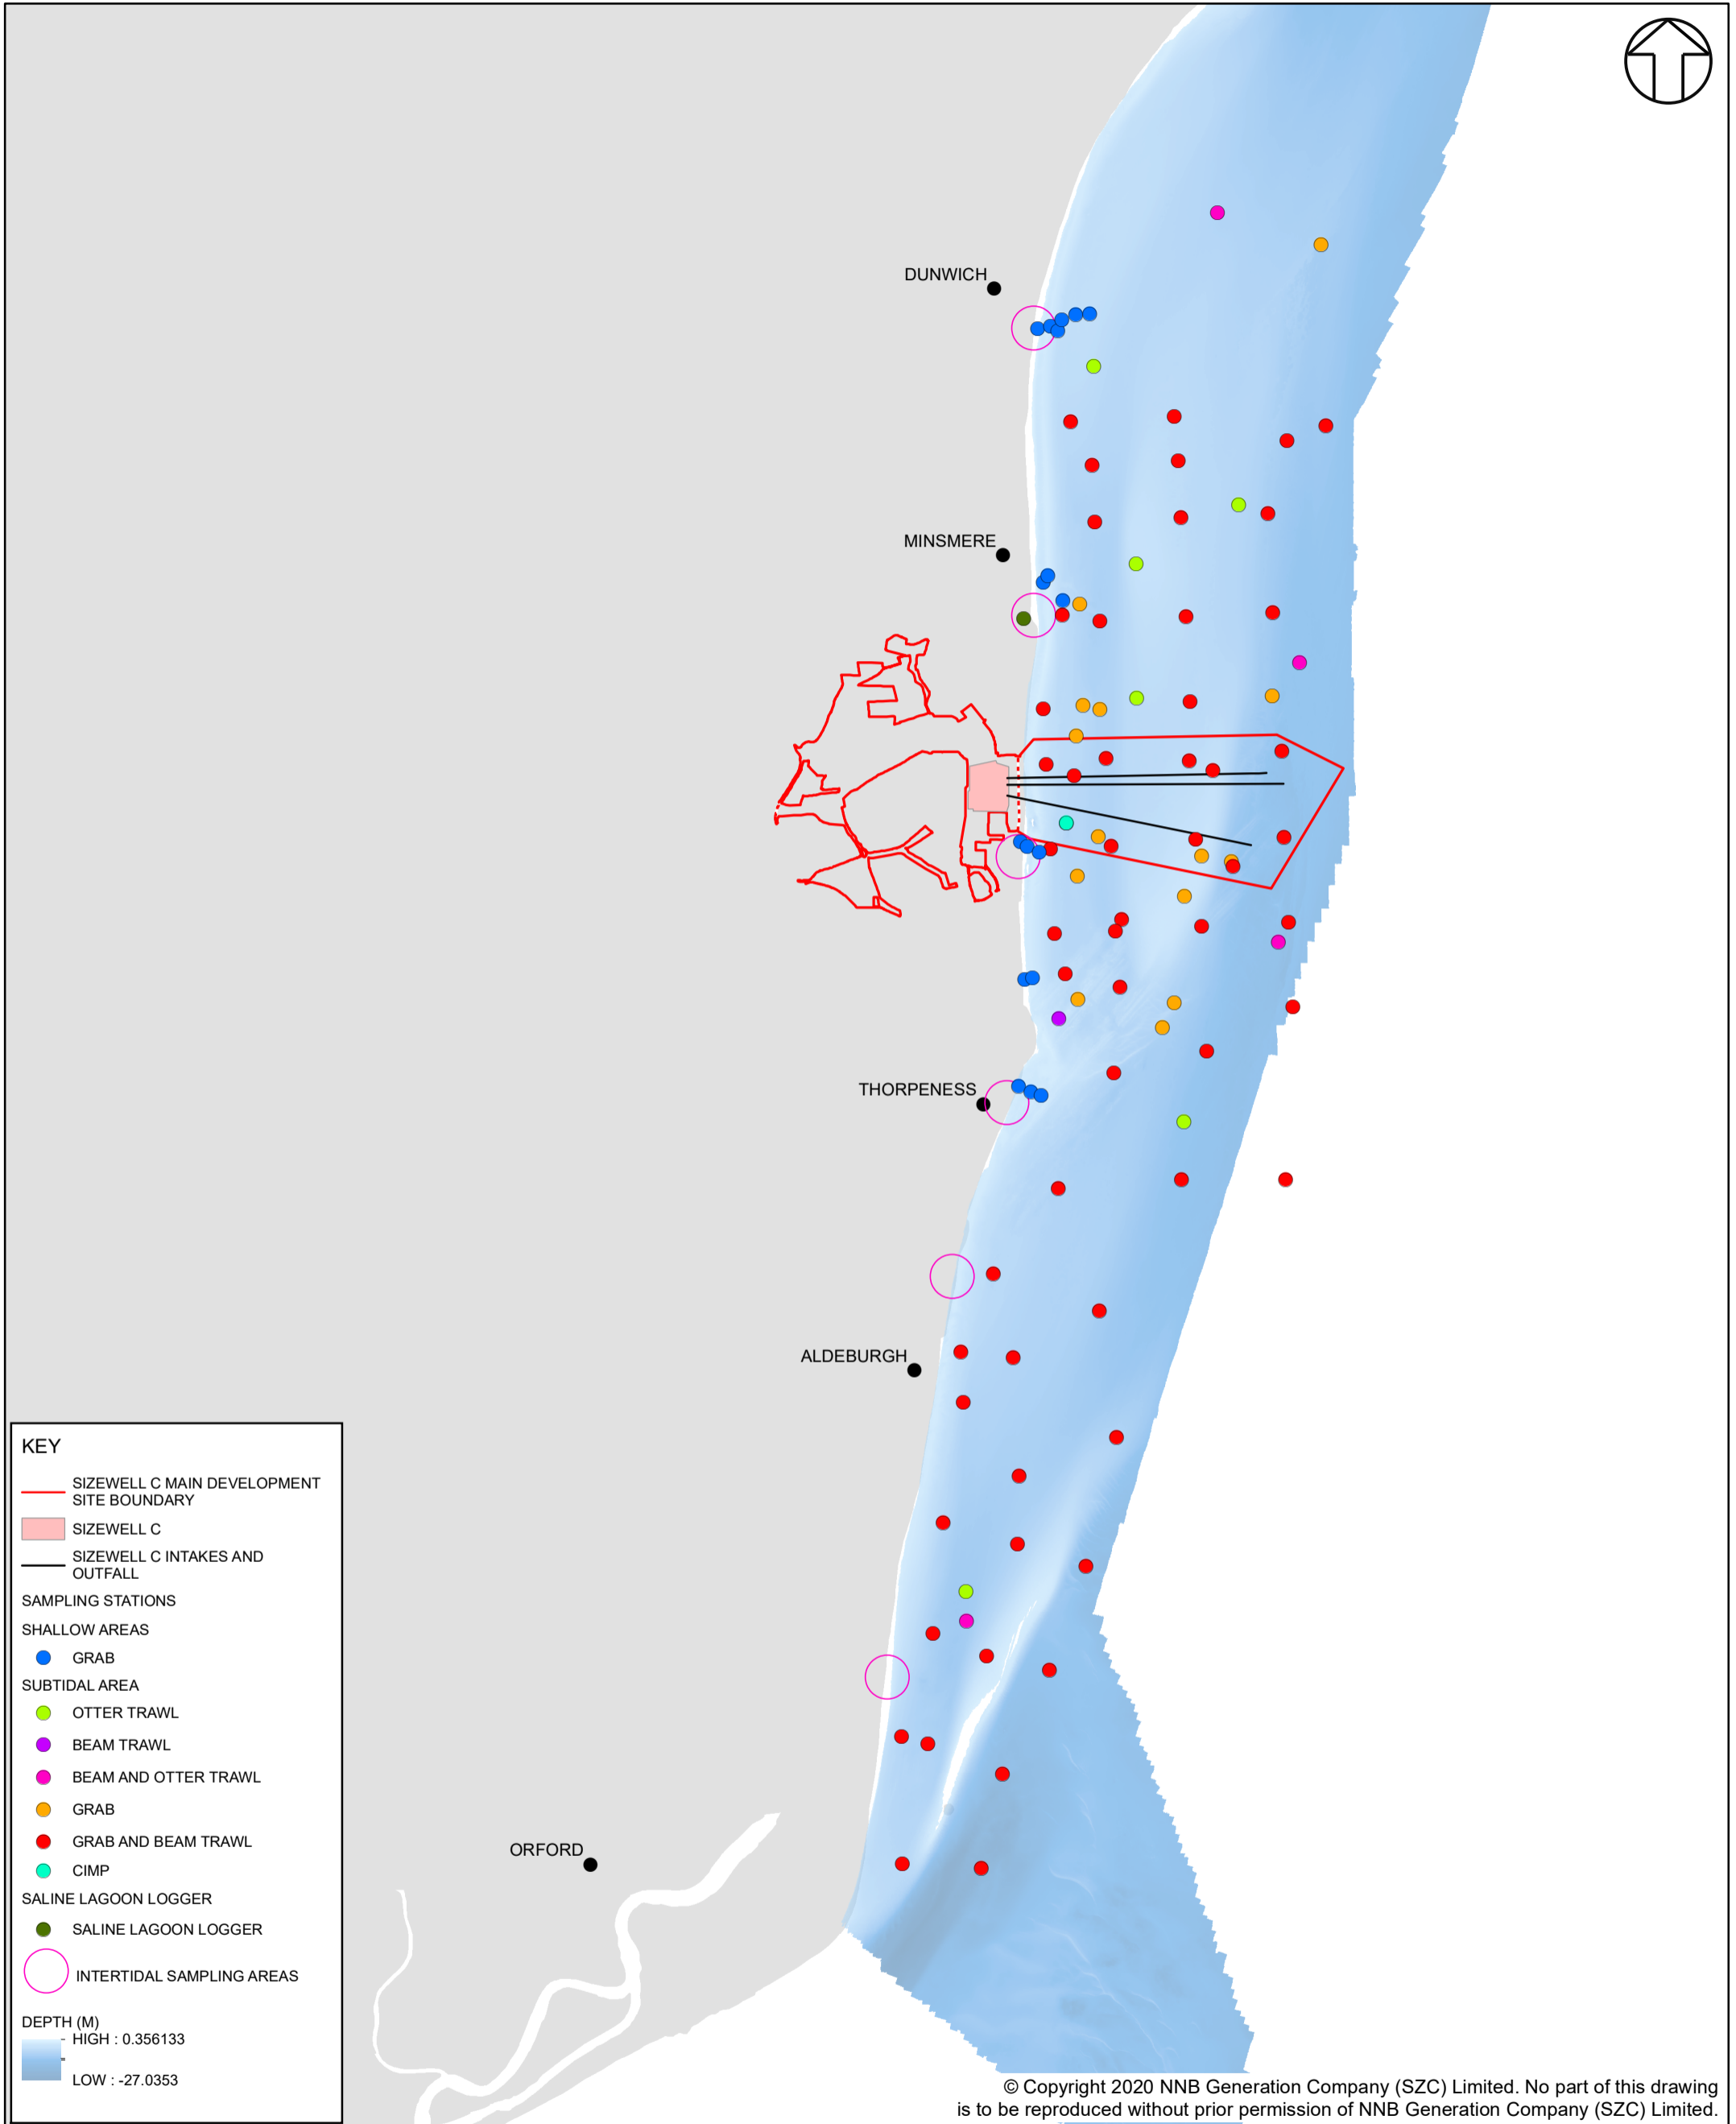 DUNWICH
MINSMERE
THORPENESS
ALDEBURGH
ORFORD
KEY
SIZEWELL C MAIN DEVELOPMENT
SITE BOUNDARY
SIZEWELL C
SIZEWELL C INTAKES AND
OUTFALL
SAMPLING STATIONS
SHALLOW AREAS
GRAB
SUBTIDAL AREA
OTTER TRAWL
BEAM TRAWL
BEAM AND OTTER TRAWL
GRAB
GRAB AND BEAM TRAWL
CIMP
SALINE LAGOON LOGGER
SALINE LAGOON LOGGER
INTERTIDAL SAMPLING AREAS
DEPTH (M)
HIGH : 0.356133
LOW : -27.0353
© Copyright 2020 NNB Generation Company (SZC) Limited. No part of this drawing
is to be reproduced without prior permission of NNB Generation Company (SZC) Limited.